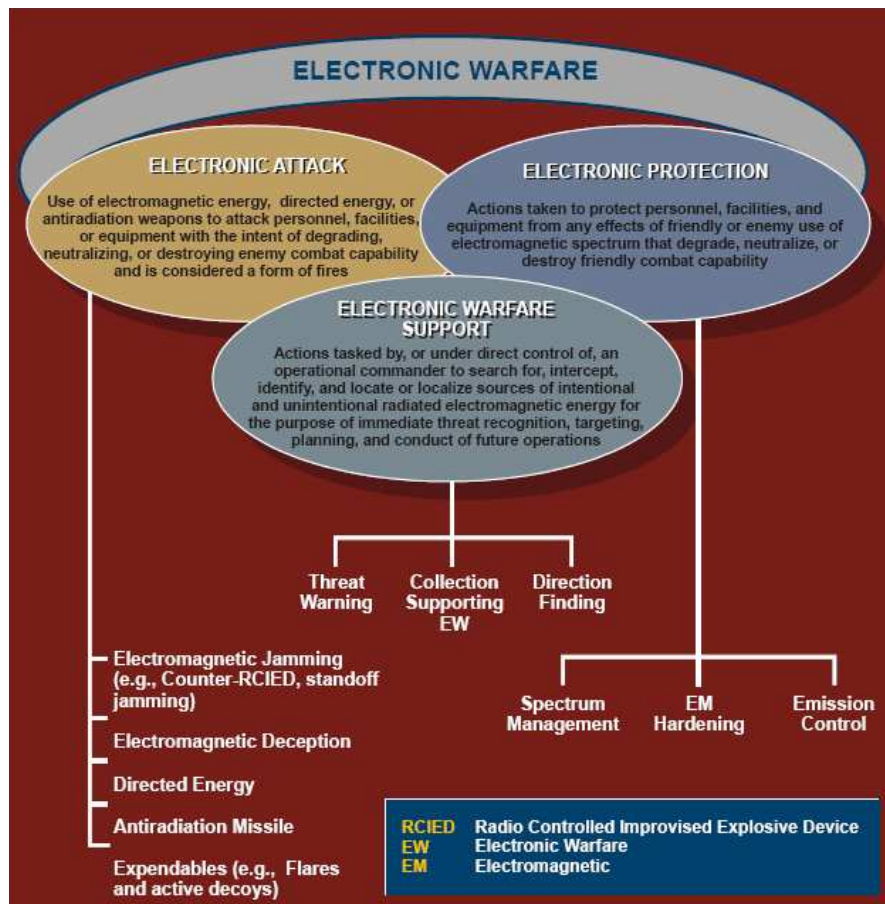 ELECTRONIC WARFARE
ELECTRONIC ATTACK
Use of electromagnetic energy, directed energy, or
antiradiation weapons to attack personnel, facilities,
or equipment with the intent of degrading,
neutralizing, or destroying enemy combat capability
and is considered a form of fires
ELECTRONIC PROTECTION
Actions taken to protect personnel, facilities, and
equipment from any effects of friendly or enemy use of
electromagnetic spectrum that degrade, neutralize, or
destroy friendly combat capability
ELECTRONIC WARFARE
SUPPORT
Actions tasked by, or under direct control of, an
operational commander to search for, intercept,
identify, and locate or localize sources of intentional
and unintentional radiated electromagnetic energy for
the purpose of immediate threat recognition, targeting,
planning, and conduct of future operations
Threat
Warning
Collection
Supporting
EW
Direction
Finding
Electromagnetic Jamming
(e.g., Counter-RCIED, standoff
jamming)
Electromagnetic Deception
Directed Energy
Antiradiation Missile
Expendables (e.g., Flares
and active decoys)
Spectrum
Management
EM
Hardening
Emission
Control
RCIED Radio Controlled Improvised Explosive Device
EW Electronic Warfare
EM Electromagnetic